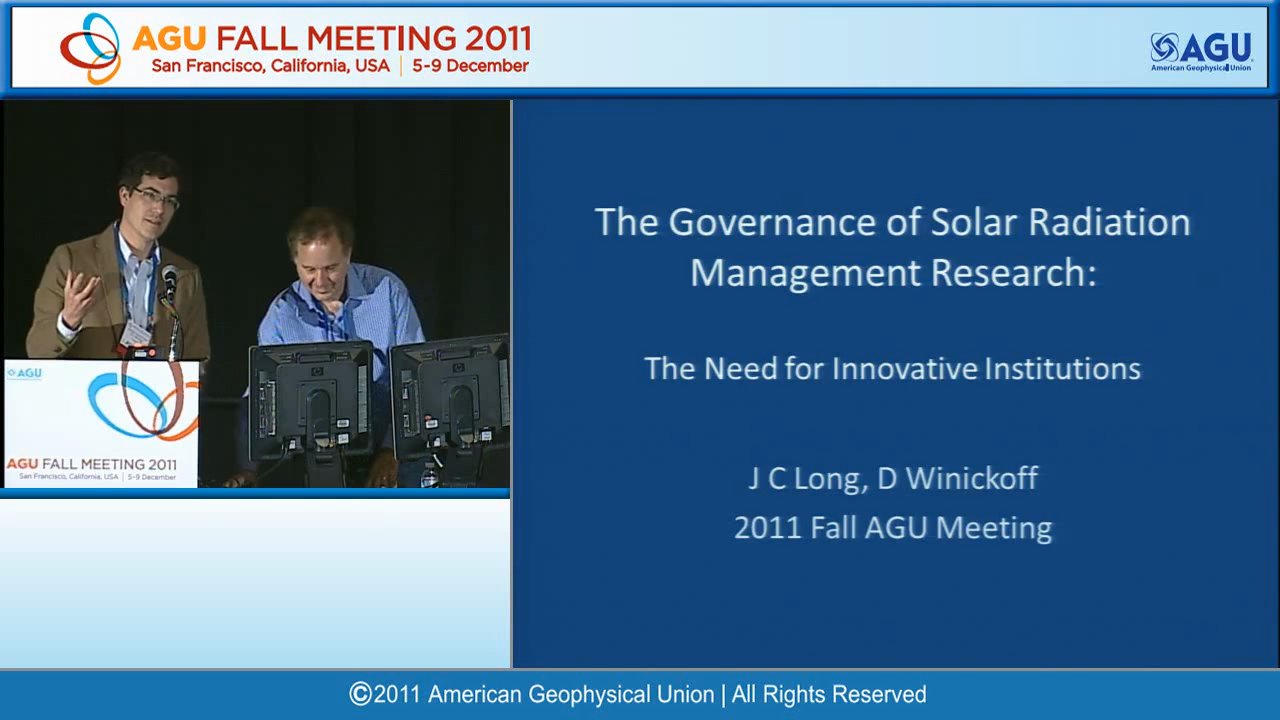 AGU FALL MEETING 2011
San Francisco, California, USA | 5-9 December
AGU
American Geophysical Union
The Governance of Solar Radiation
Management Research:
The Need for Innovative Institutions
J C Long, D Winickoff
2011 Fall AGU Meeting
AGU
AGU FALL MEETING 2011
San Francisco, California, USA | 5-9 December
©2011 American Geophysical Union | All Rights Reserved